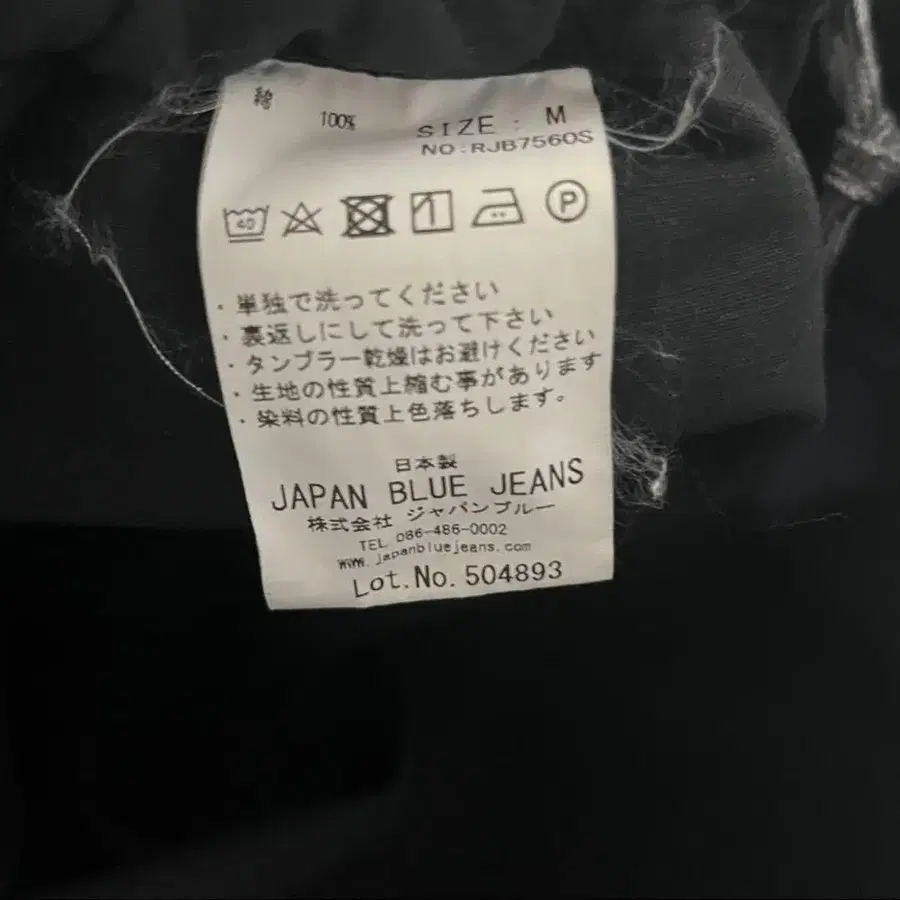 綿 100%
SIZE : M
NO:RJB7560S
40 P
・単独で洗ってください
・裏返しにして洗って下さい
・タンブラー乾燥はお避けください
・生地の性質上縮む事があります
・染料の性質上色落ちします。
日本製
JAPAN BLUE JEANS
株式会社 ジャパンブルー
TEL 086-486-0002
www.japanbluejeans.com
Lot.No.504893